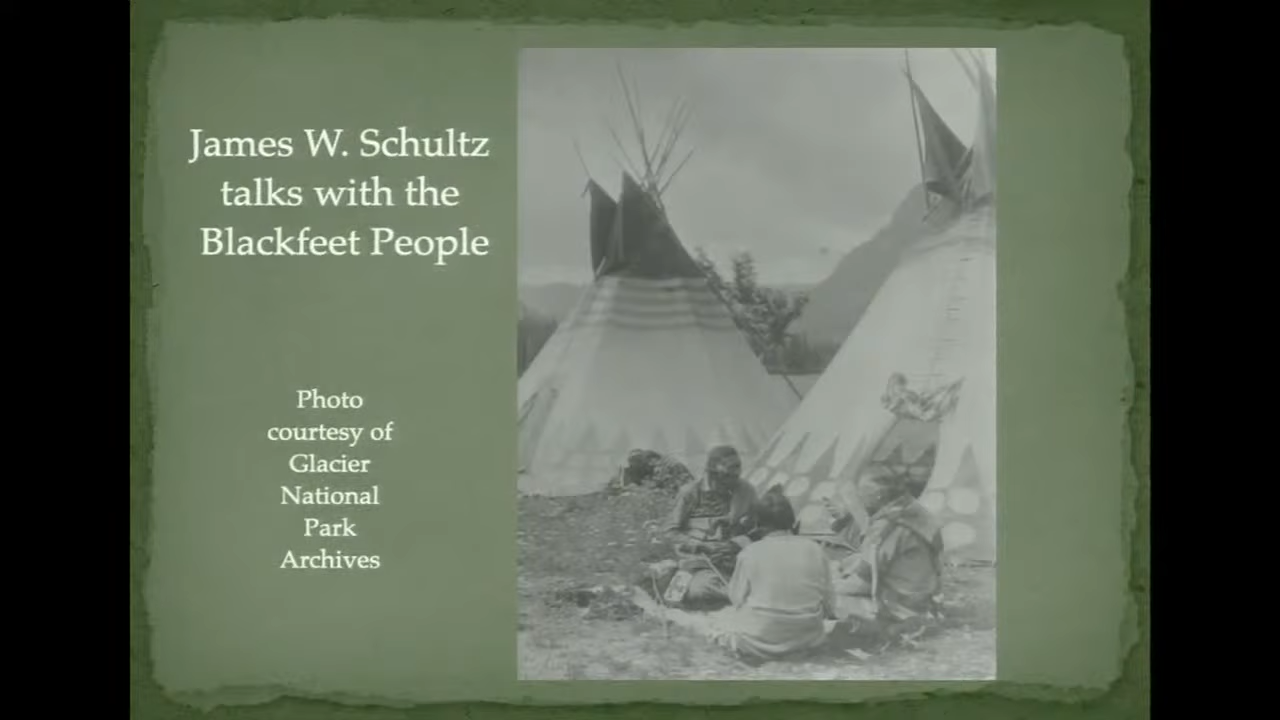 James W. Schultz
talks with the
Blackfeet People
Photo
courtesy of
Glacier
National
Park
Archives